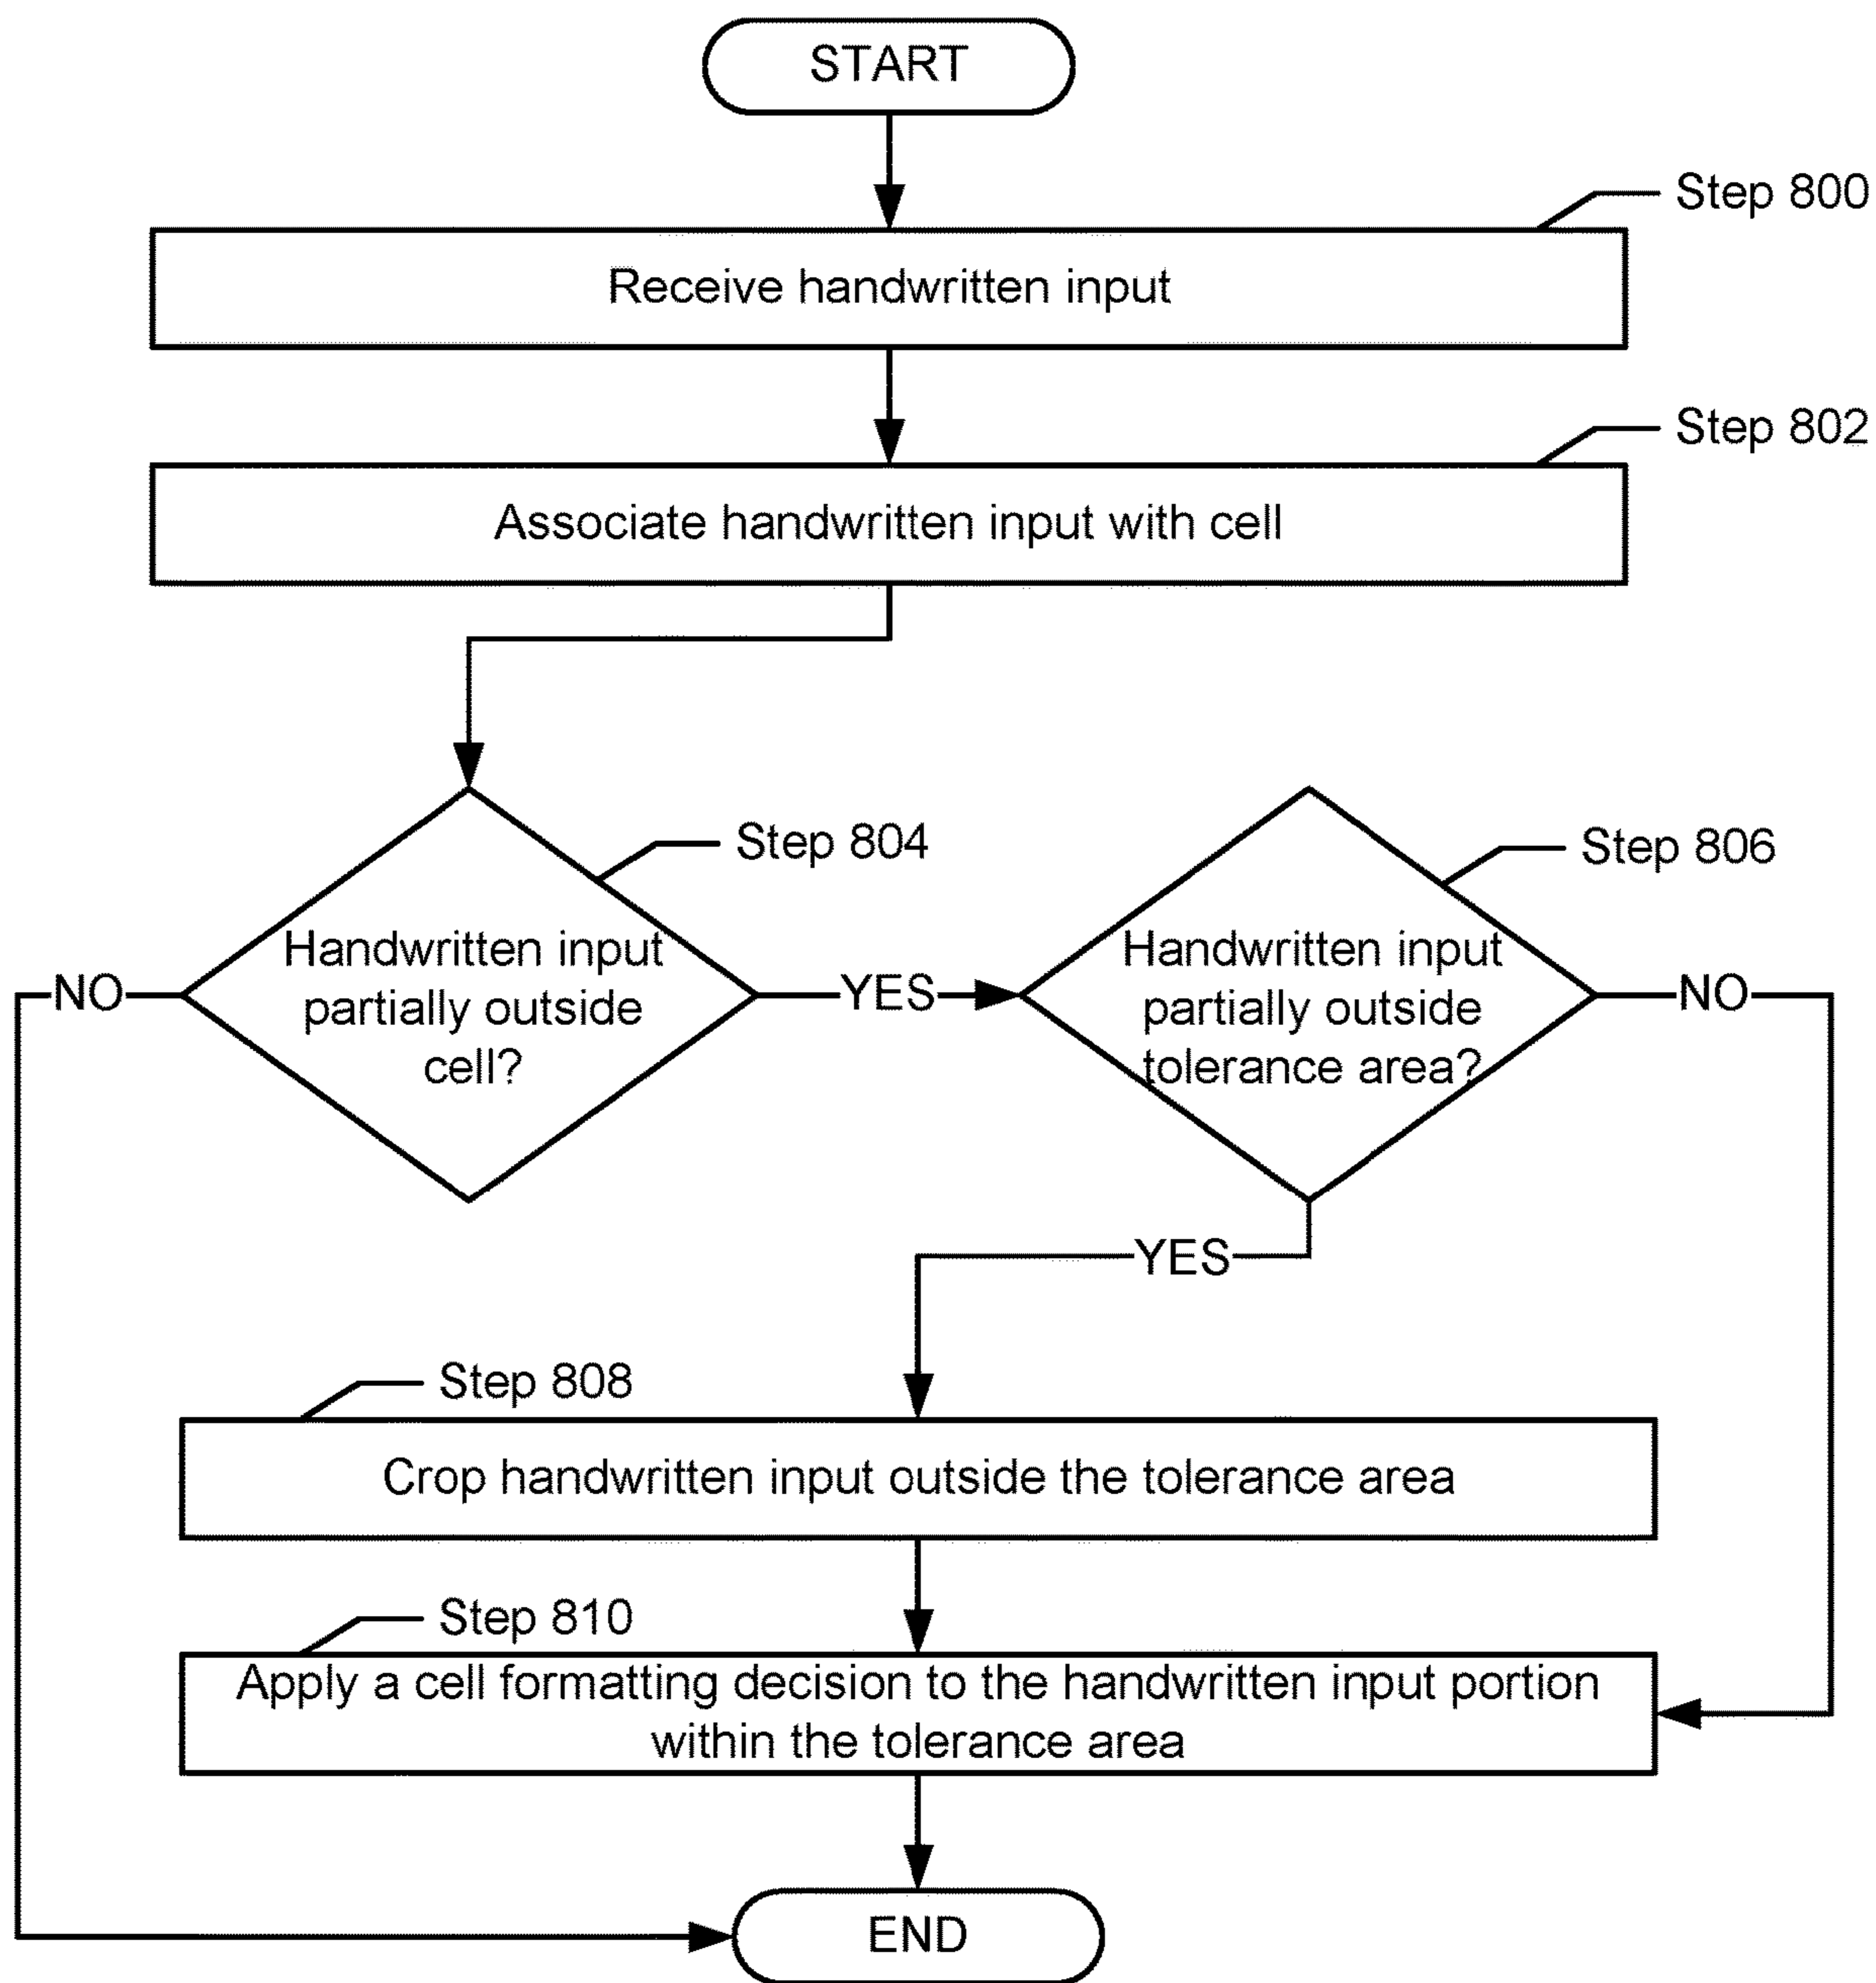 START
Step 800
Receive handwritten input
Step 802
Associate handwritten input with cell
Step 804
Handwritten input
partially outside
cell?
NO
YES
Step 806
Handwritten input
partially outside
tolerance area?
NO
YES
Step 808
Crop handwritten input outside the tolerance area
Step 810
Apply a cell formatting decision to the handwritten input portion
within the tolerance area
END